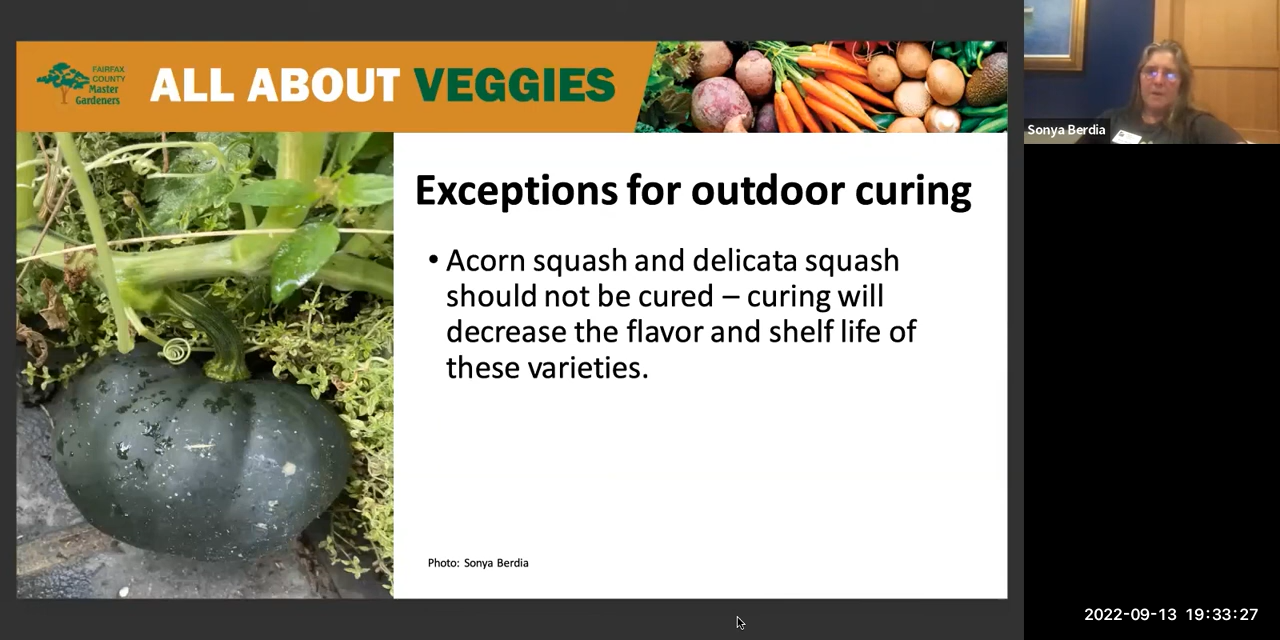 FAIRFAX
COUNTY
Master
Gardeners
ALL ABOUT VEGGIES
Sonya Berdia
Exceptions for outdoor curing
• Acorn squash and delicata squash
should not be cured – curing will
decrease the flavor and shelf life of
these varieties.
Photo: Sonya Berdia
2022-09-13 19:33:27